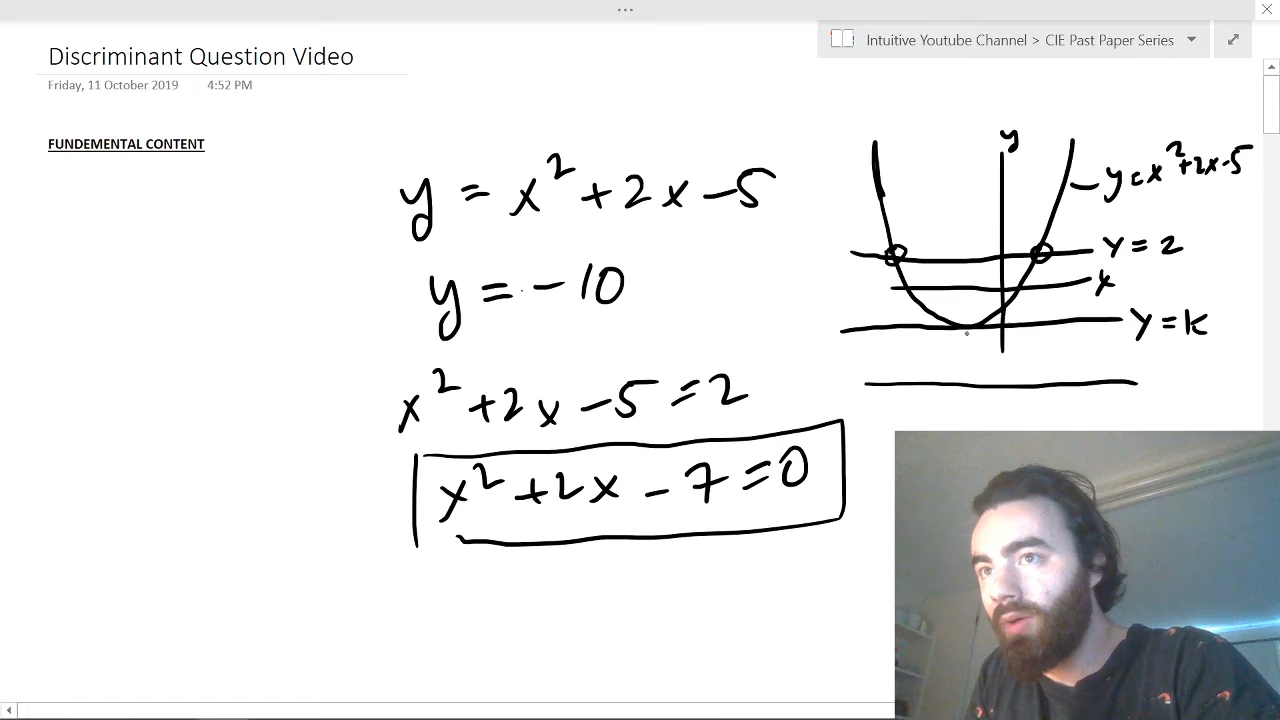 Intuitive Youtube Channel > CIE Past Paper Series
Discriminant Question Video
Friday, 11 October 2019 4:52 PM
FUNDEMENTAL CONTENT
y = x² + 2x - 5
y = -10
x² + 2x - 5 = 2
x² + 2x - 7 = 0
y
y = x² + 2x - 5
y = 2
x
y = k